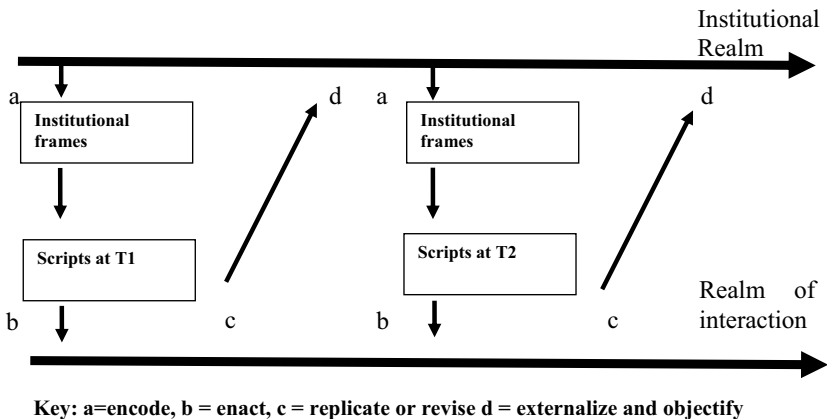 Institutional
Realm
a
d
a
d
Institutional
frames
Institutional
frames
Scripts at T1
Scripts at T2
Realm of
interaction
b
c
b
c
Key: a=encode, b = enact, c = replicate or revise d = externalize and objectify